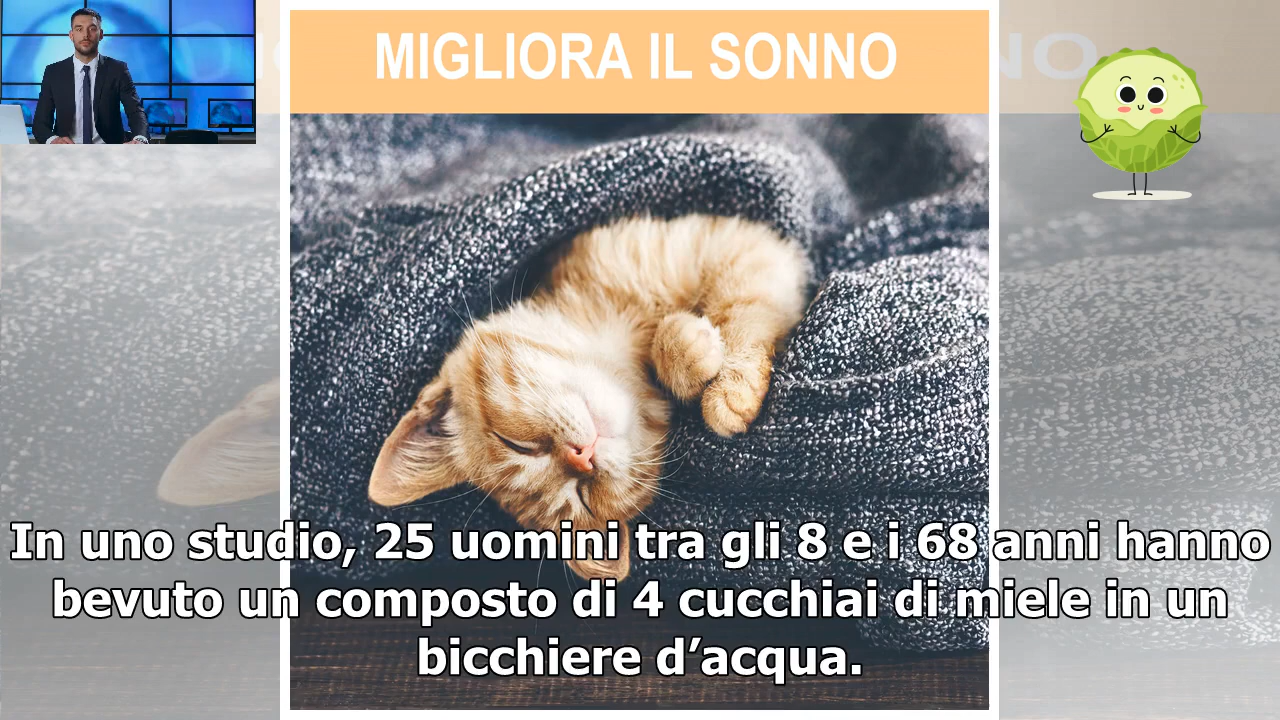 MIGLIORA IL SONNO
NO
In uno studio, 25 uomini tra gli 8 e i 68 anni hanno
bevuto un composto di 4 cucchiai di miele in un
bicchiere d’acqua.